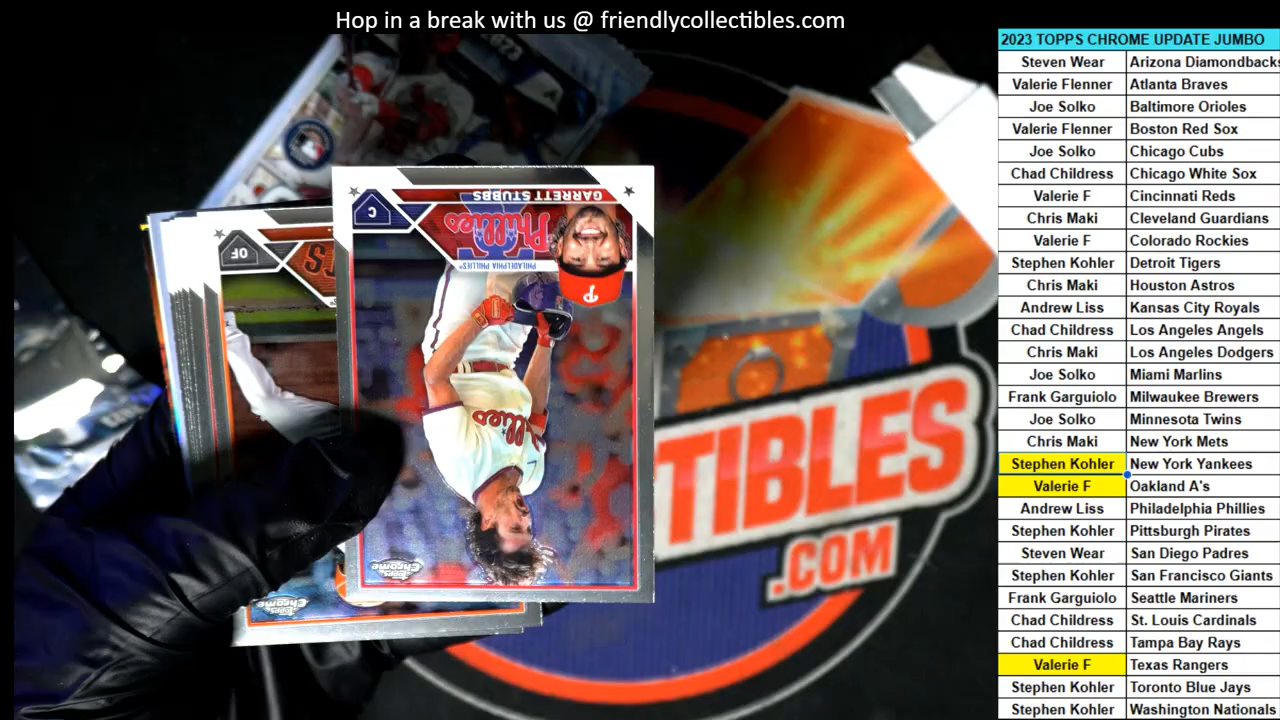 Hop in a break with us @ friendlycollectibles.com
2023 TOPPS CHROME UPDATE JUMBO
Steven Wear Arizona Diamondbacks
Valerie Flenner Atlanta Braves
Joe Solko Baltimore Orioles
Valerie Flenner Boston Red Sox
Joe Solko Chicago Cubs
Chad Childress Chicago White Sox
Valerie F Cincinnati Reds
Chris Maki Cleveland Guardians
Valerie F Colorado Rockies
Stephen Kohler Detroit Tigers
Chris Maki Houston Astros
Andrew Liss Kansas City Royals
Chad Childress Los Angeles Angels
Chris Maki Los Angeles Dodgers
Joe Solko Miami Marlins
Frank Garguiolo Milwaukee Brewers
Joe Solko Minnesota Twins
Chris Maki New York Mets
Stephen Kohler New York Yankees
Valerie F Oakland A's
Andrew Liss Philadelphia Phillies
Stephen Kohler Pittsburgh Pirates
Steven Wear San Diego Padres
Stephen Kohler San Francisco Giants
Frank Garguiolo Seattle Mariners
Chad Childress St. Louis Cardinals
Chad Childress Tampa Bay Rays
Valerie F Texas Rangers
Stephen Kohler Toronto Blue Jays
Stephen Kohler Washington Nationals
GARRETT STUBBS
C
Phillies
PHILADELPHIA PHILLIES
Phillies
Topps Chrome
OF
Topps Chrome
TIBLES
.COM